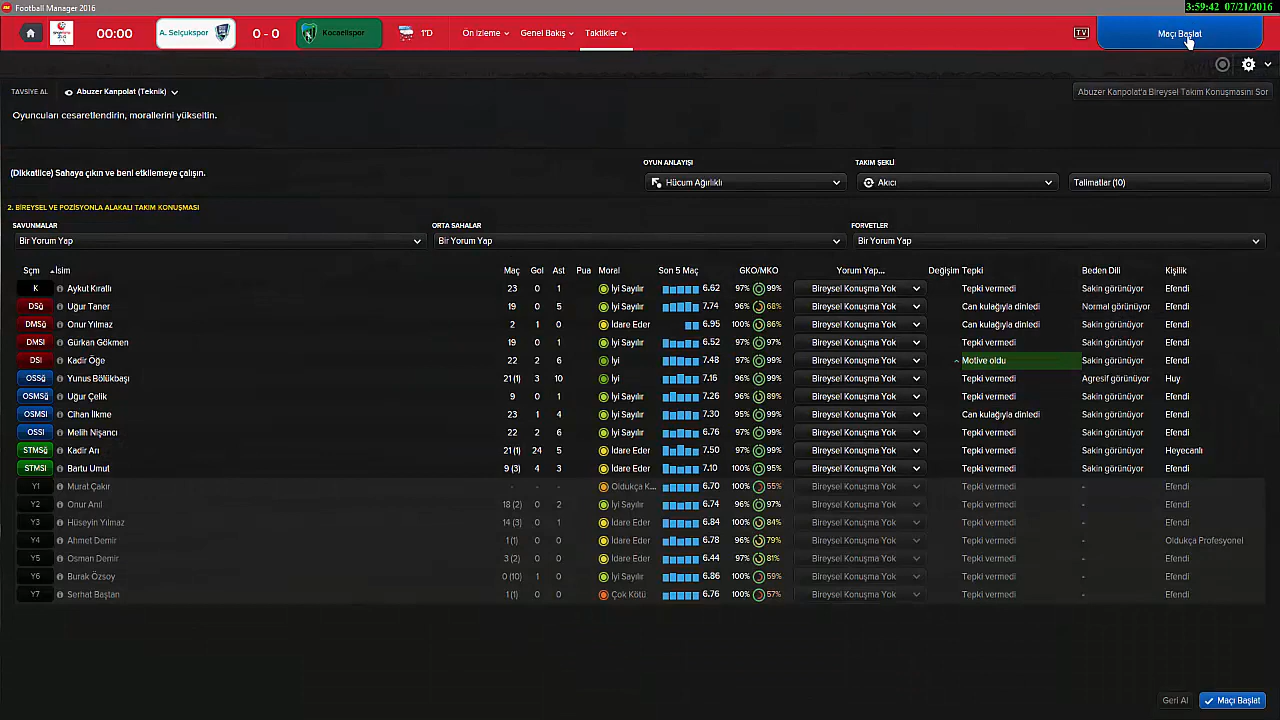 Football Manager 2016
3:59:42 07/21/2016
00:00 A. Selçukspor 0 - 0 Kocaelispor 1°D Ön İzleme Genel Bakış Taktikler TV Maçı Başlat
TAVSİYE AL Abuzer Kanpolat (Teknik) Abuzer Kanpolat'a Bireysel Takım Konuşmasını Sor
Oyuncuları cesaretlendirin, morallerini yükseltin.
OYUN ANLAYIŞI TAKIM ŞEKLİ
(Dikkatlice) Sahaya çıkın ve beni etkilemeye çalışın.
Hücum Ağırlıklı Akıcı Talimatlar (10)
2. BİREYSEL VE POZİSYONLA ALAKALI TAKIM KONUŞMASI
SAVUNMALAR ORTA SAHALAR FORVETLER
Bir Yorum Yap Bir Yorum Yap Bir Yorum Yap
Sçm İsim Maç Gol Ast Pua Moral Son 5 Maç GKO/MKO Yorum Yap... Değişim Tepki Beden Dili Kişilik
K Aykut Kırallı 23 0 1 İyi Sayılır 6.62 97% 99% Bireysel Konuşma Yok Tepki vermedi Sakin görünüyor Efendi
DSğ Uğur Taner 19 0 5 İyi Sayılır 7.74 96% 68% Bireysel Konuşma Yok Can kulağıyla dinledi Normal görünüyor Efendi
DMSğ Onur Yılmaz 2 1 0 İdare Eder 6.95 100% 86% Bireysel Konuşma Yok Can kulağıyla dinledi Sakin görünüyor Efendi
DMSl Gürkan Gökmen 19 0 1 İyi Sayılır 6.52 96% 97% Bireysel Konuşma Yok Tepki vermedi Sakin görünüyor Efendi
DSl Kadir Öğe 22 2 6 İyi 7.48 97% 99% Bireysel Konuşma Yok Motive oldu Sakin görünüyor Efendi
OSSğ Yunus Bölükbaşı 21 (1) 3 10 İyi 7.16 96% 99% Bireysel Konuşma Yok Tepki vermedi Agresif görünüyor Huy
OSMSğ Uğur Çelik 9 0 1 İyi Sayılır 7.26 96% 99% Bireysel Konuşma Yok Tepki vermedi Sakin görünüyor Efendi
OSMSl Cihan İlkme 23 1 4 İyi Sayılır 7.30 95% 99% Bireysel Konuşma Yok Can kulağıyla dinledi Sakin görünüyor Efendi
OSSl Melih Nişancı 22 2 6 İyi Sayılır 6.76 97% 99% Bireysel Konuşma Yok Tepki vermedi Sakin görünüyor Efendi
STMSğ Kadir Arı 21 (1) 24 5 İdare Eder 7.50 97% 99% Bireysel Konuşma Yok Tepki vermedi Sakin görünüyor Heyecanlı
STMSl Bartu Umut 9 (3) 4 3 İdare Eder 7.10 100% 95% Bireysel Konuşma Yok Tepki vermedi Sakin görünüyor Efendi
Y1 Murat Çakır - - - Oldukça K... 6.70 100% 55% Bireysel Konuşma Yok Tepki vermedi - Efendi
Y2 Onur Anıl 18 (2) 0 2 İyi Sayılır 6.74 96% 97% Bireysel Konuşma Yok Tepki vermedi - Efendi
Y3 Hüseyin Yılmaz 14 (3) 0 1 İdare Eder 6.84 100% 84% Bireysel Konuşma Yok Tepki vermedi - Efendi
Y4 Ahmet Demir 1 (1) 0 0 İdare Eder 6.78 96% 79% Bireysel Konuşma Yok Tepki vermedi - Oldukça Profesyonel
Y5 Osman Demir 3 (2) 0 0 İdare Eder 6.44 97% 81% Bireysel Konuşma Yok Tepki vermedi - Efendi
Y6 Burak Özsoy 0 (10) 1 0 İyi Sayılır 6.86 100% 59% Bireysel Konuşma Yok Tepki vermedi - Efendi
Y7 Serhat Baştan 1 (1) 0 0 Çok Kötü 6.76 100% 57% Bireysel Konuşma Yok Tepki vermedi - Efendi
Geri Al Maçı Başlat